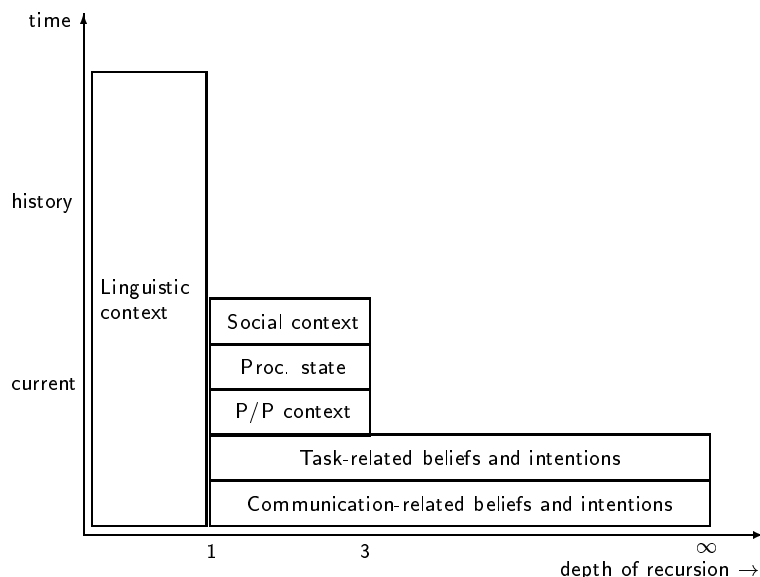 time
history
Linguistic
context
Social context
Proc. state
current
P/P context
Task-related beliefs and intentions
Communication-related beliefs and intentions
1 3 ∞
depth of recursion →